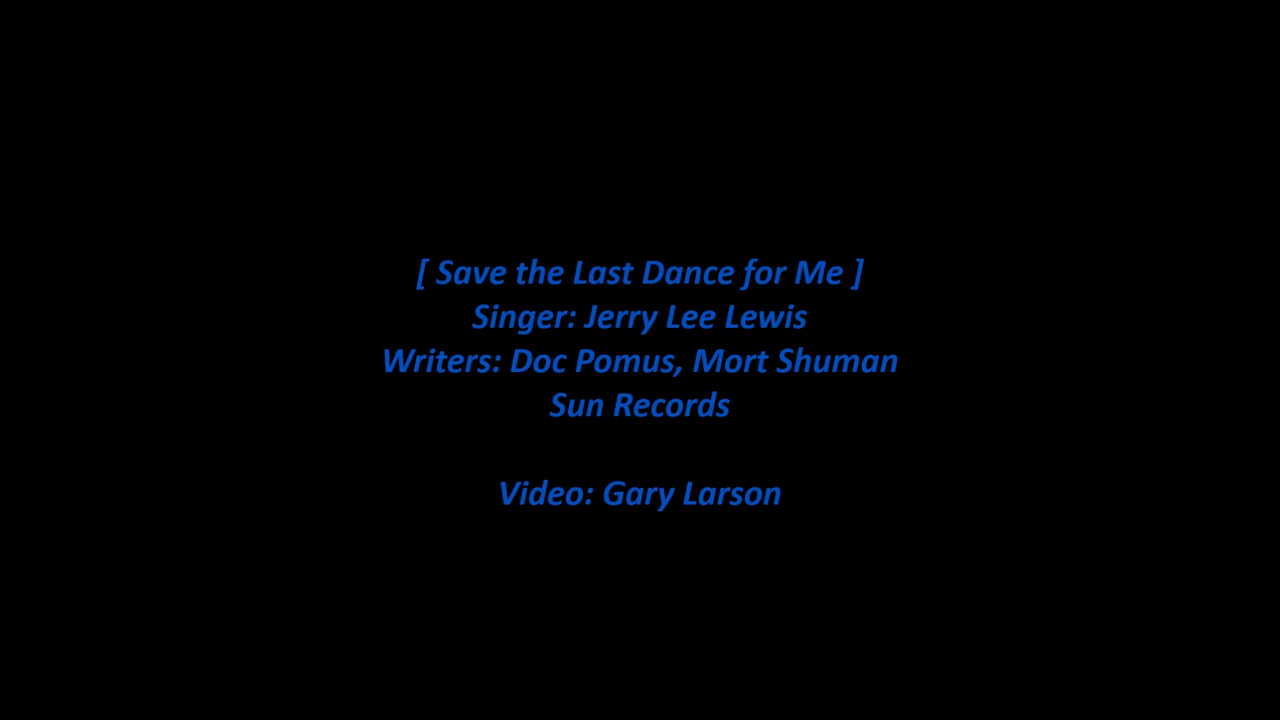 [ Save the Last Dance for Me ]
Singer: Jerry Lee Lewis
Writers: Doc Pomus, Mort Shuman
Sun Records
Video: Gary Larson